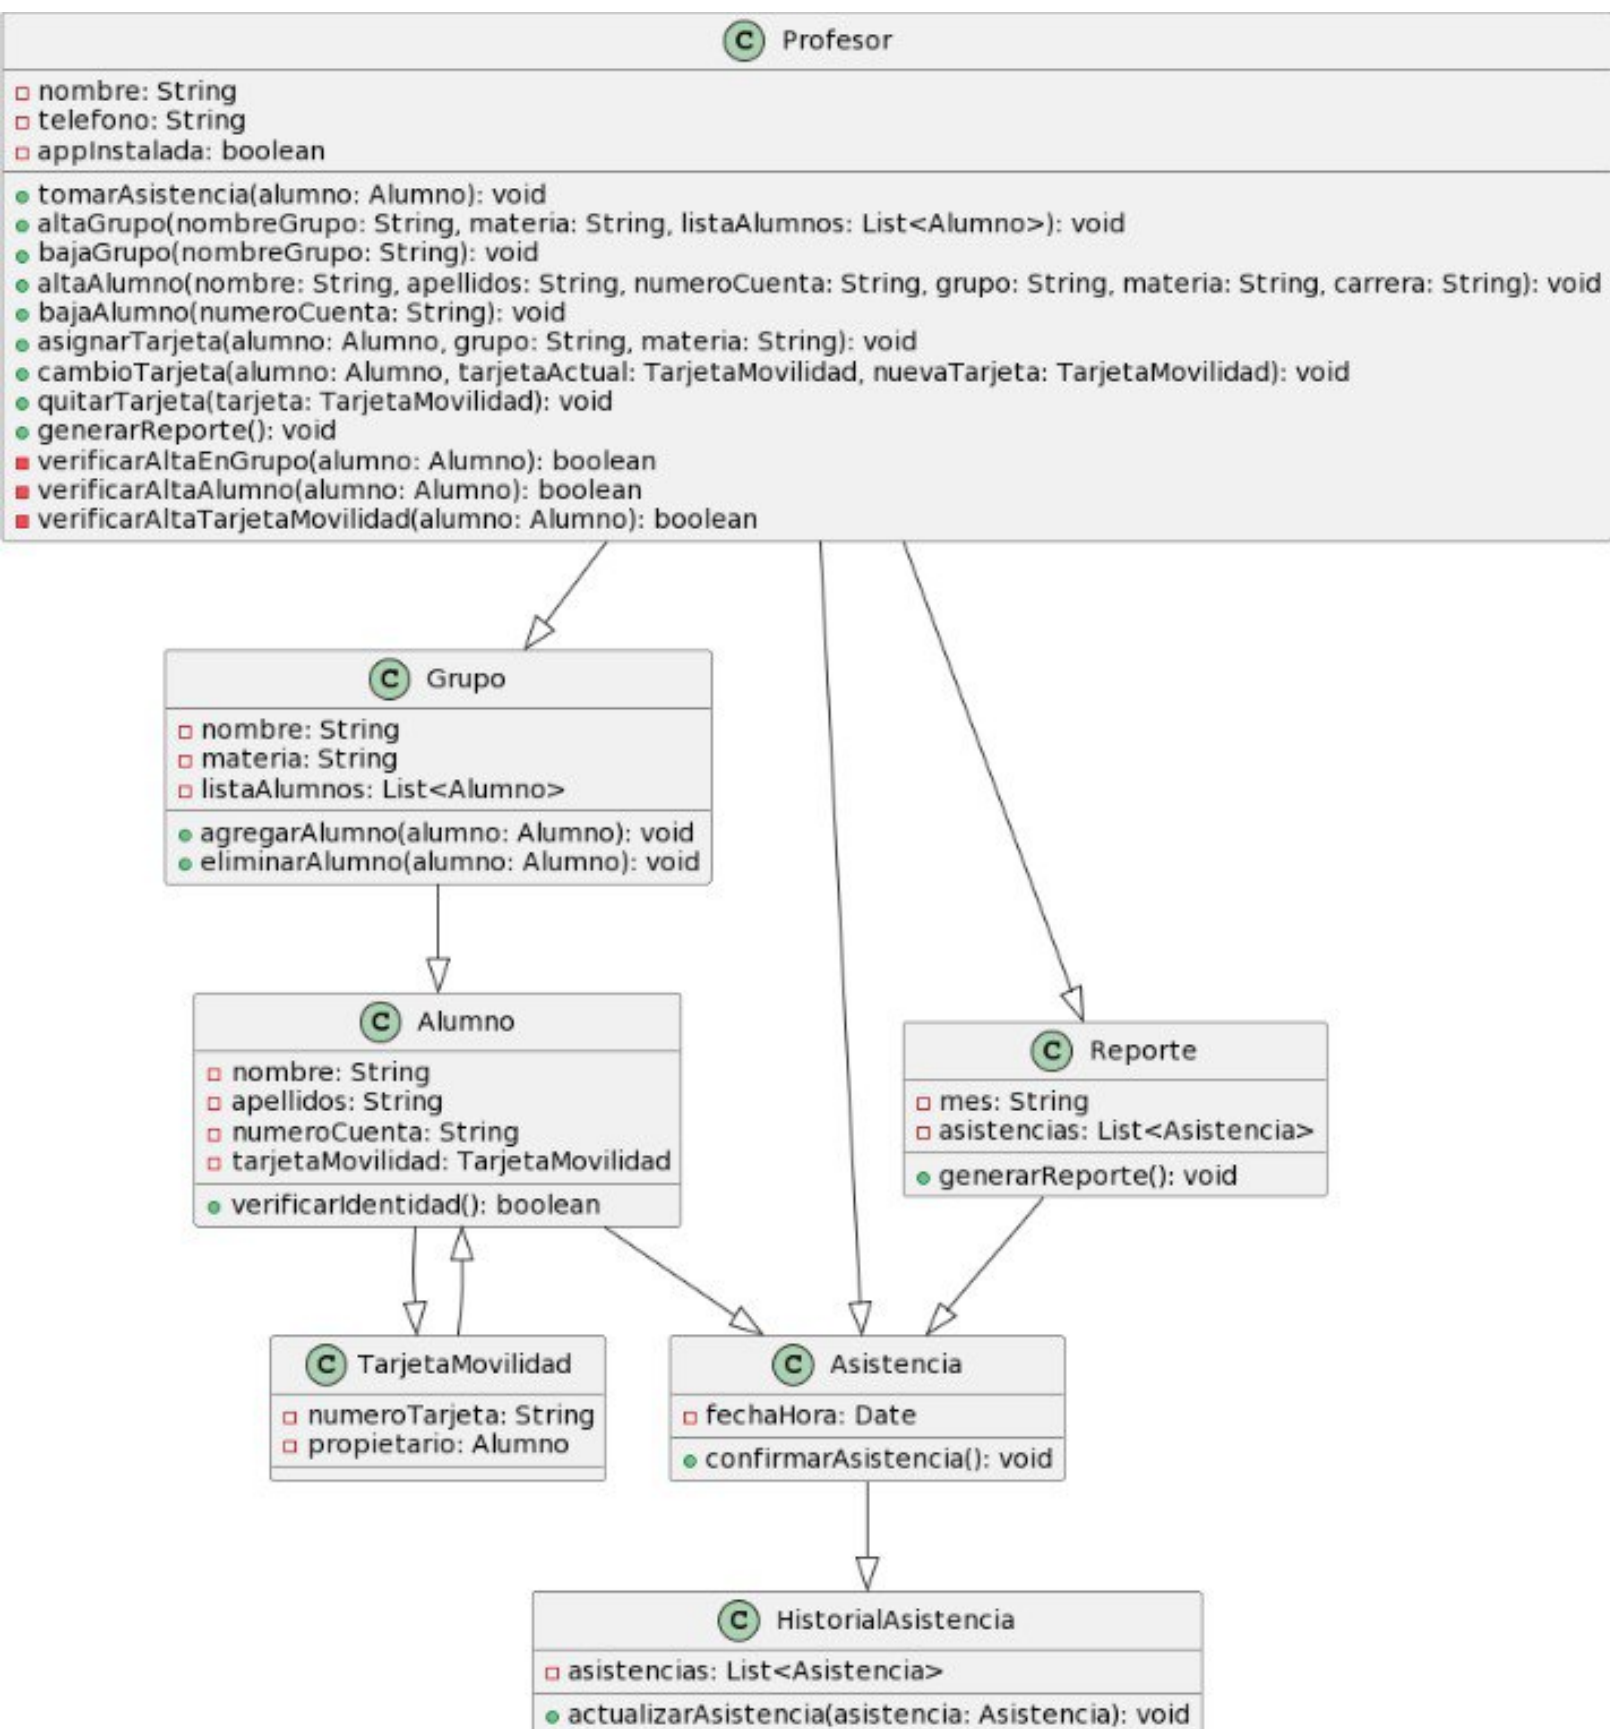 C Profesor
nombre: String
telefono: String
appInstalada: boolean
tomarAsistencia(alumno: Alumno): void
altaGrupo(nombreGrupo: String, materia: String, listaAlumnos: List<Alumno>): void
bajaGrupo(nombreGrupo: String): void
altaAlumno(nombre: String, apellidos: String, numeroCuenta: String, grupo: String, materia: String, carrera: String): void
bajaAlumno(numeroCuenta: String): void
asignarTarjeta(alumno: Alumno, grupo: String, materia: String): void
cambioTarjeta(alumno: Alumno, tarjetaActual: TarjetaMovilidad, nuevaTarjeta: TarjetaMovilidad): void
quitarTarjeta(tarjeta: TarjetaMovilidad): void
generarReporte(): void
verificarAltaEnGrupo(alumno: Alumno): boolean
verificarAltaAlumno(alumno: Alumno): boolean
verificarAltaTarjetaMovilidad(alumno: Alumno): boolean
C Grupo
nombre: String
materia: String
listaAlumnos: List<Alumno>
agregarAlumno(alumno: Alumno): void
eliminarAlumno(alumno: Alumno): void
C Alumno
nombre: String
apellidos: String
numeroCuenta: String
tarjetaMovilidad: TarjetaMovilidad
verificarIdentidad(): boolean
C Reporte
mes: String
asistencias: List<Asistencia>
generarReporte(): void
C TarjetaMovilidad
numeroTarjeta: String
propietario: Alumno
C Asistencia
fechaHora: Date
confirmarAsistencia(): void
C HistorialAsistencia
asistencias: List<Asistencia>
actualizarAsistencia(asistencia: Asistencia): void